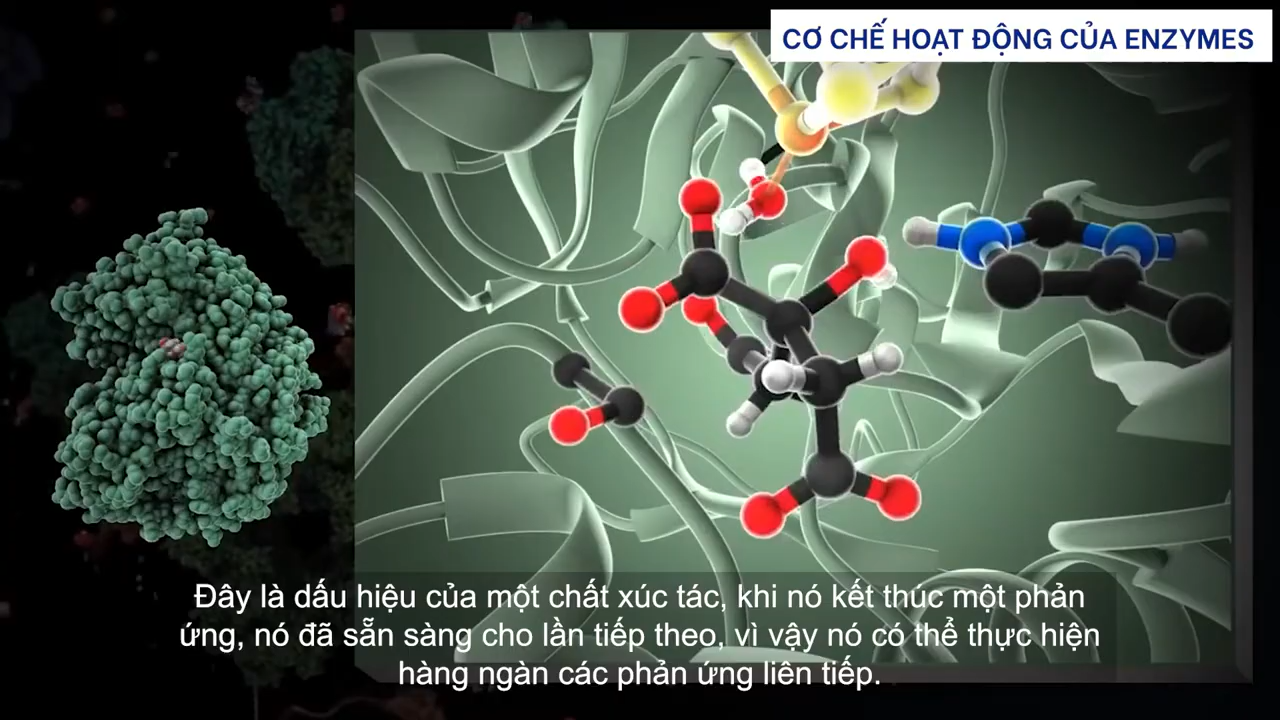 CƠ CHẾ HOẠT ĐỘNG CỦA ENZYMES
Đây là dấu hiệu của một chất xúc tác, khi nó kết thúc một phản
ứng, nó đã sẵn sàng cho lần tiếp theo, vì vậy nó có thể thực hiện
hàng ngàn các phản ứng liên tiếp.